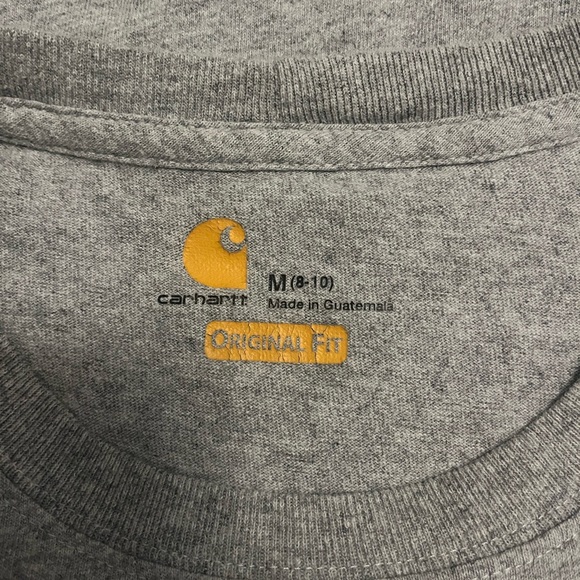 carhartt
M (8-10)
Made in Guatemala
ORIGINAL FIT